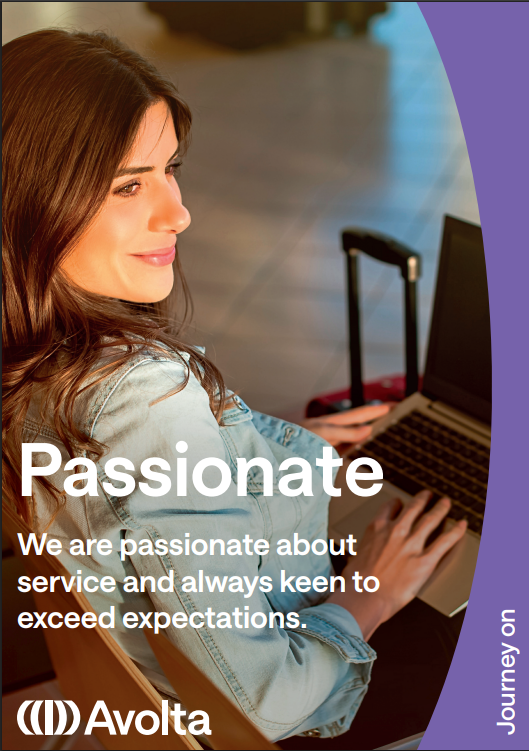 Passionate
We are passionate about
service and always keen to
exceed expectations.
Avolta
Journey on